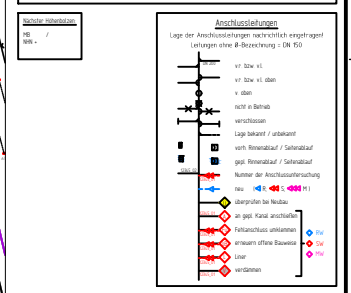 Nächster Höhenbolzen
MB /
NHN +
Anschlussleitungen
Lage der Anschlussleitungen nachrichtlich eingetragen!
Leitungen ohne Ø-Bezeichnung = DN 150
v.r. bzw. v.l.
v.r. bzw. v.l. oben
v. oben
nicht in Betrieb
verschlossen
Lage bekannt / unbekannt
vorh. Rinnenablauf / Seitenablauf
gepl. Rinnenablauf / Seitenablauf
Nummer der Anschlussuntersuchung
neu ( R, S, M )
überprüfen bei Neubau
an gepl. Kanal anschließen
Fehlanschluss umklemmen
erneuern offene Bauweise
Liner
verdämmen
RW
SW
MW